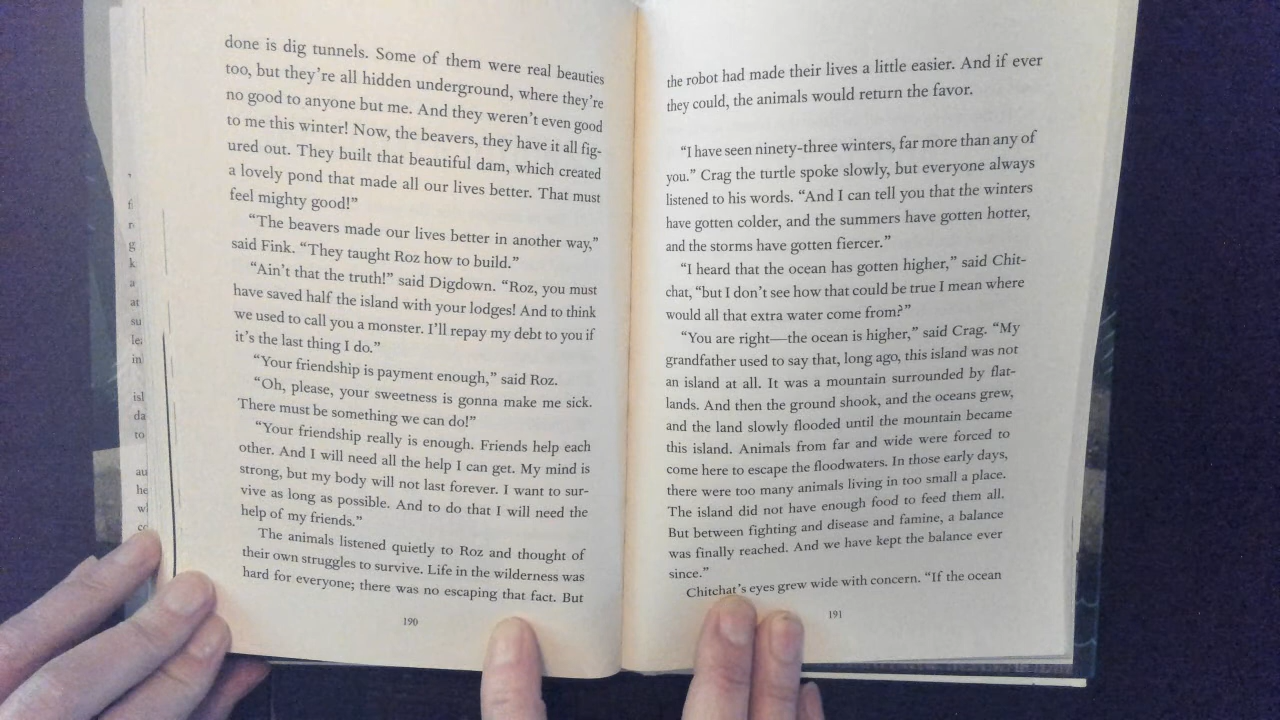 done is dig tunnels. Some of them were real beauties
too, but they're all hidden underground, where they're
no good to anyone but me. And they weren't even good
to me this winter! Now, the beavers, they have it all fig-
ured out. They built that beautiful dam, which created
a lovely pond that made all our lives better. That must
feel mighty good!"
"The beavers made our lives better in another way,"
said Fink. "They taught Roz how to build."
"Ain't that the truth!" said Digdown. "Roz, you must
have saved half the island with your lodges! And to think
we used to call you a monster. I'll repay my debt to you if
it's the last thing I do."
"Your friendship is payment enough," said Roz.
"Oh, please, your sweetness is gonna make me sick.
There must be something we can do!"
"Your friendship really is enough. Friends help each
other. And I will need all the help I can get. My mind is
strong, but my body will not last forever. I want to sur-
vive as long as possible. And to do that I will need the
help of my friends."
The animals listened quietly to Roz and thought of
their own struggles to survive. Life in the wilderness was
hard for everyone; there was no escaping that fact. But
190
the robot had made their lives a little easier. And if ever
they could, the animals would return the favor.
"I have seen ninety-three winters, far more than any of
you." Crag the turtle spoke slowly, but everyone always
listened to his words. "And I can tell you that the winters
have gotten colder, and the summers have gotten hotter,
and the storms have gotten fiercer."
"I heard that the ocean has gotten higher," said Chit-
chat, "but I don't see how that could be true I mean where
would all that extra water come from?"
"You are right—the ocean is higher," said Crag. "My
grandfather used to say that, long ago, this island was not
an island at all. It was a mountain surrounded by flat-
lands. And then the ground shook, and the oceans grew,
and the land slowly flooded until the mountain became
this island. Animals from far and wide were forced to
come here to escape the floodwaters. In those early days,
there were too many animals living in too small a place.
The island did not have enough food to feed them all.
But between fighting and disease and famine, a balance
was finally reached. And we have kept the balance ever
since."
Chitchat's eyes grew wide with concern. "If the ocean
191